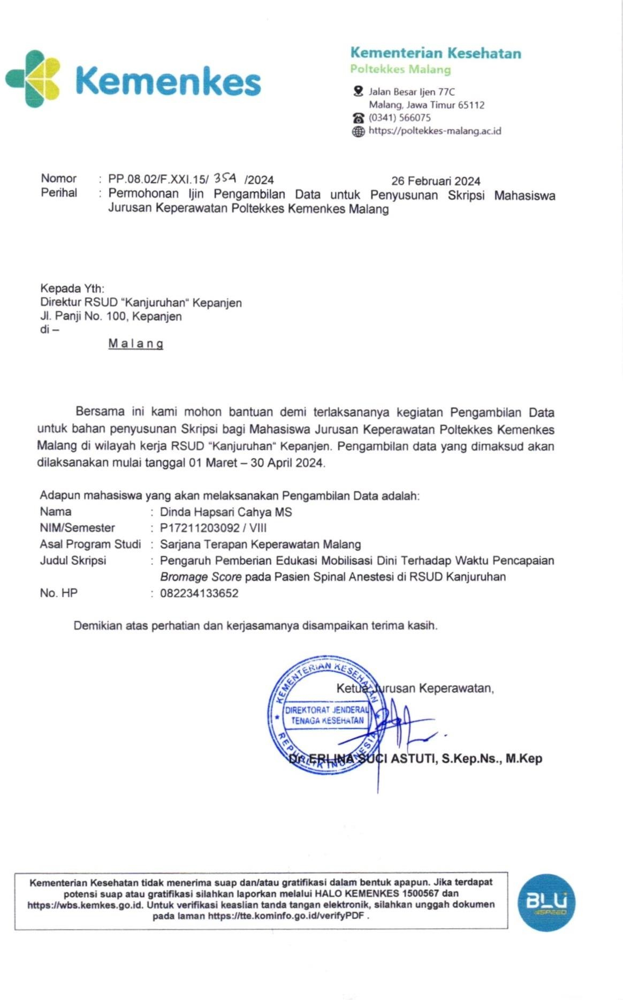 Kemenkes
Kementerian Kesehatan
Poltekkes Malang
Jalan Besar Ijen 77C
Malang, Jawa Timur 65112
(0341) 566075
https://poltekkes-malang.ac.id
Nomor : PP.08.02/F.XXI.15/ 351 /2024 26 Februari 2024
Perihal : Permohonan Ijin Pengambilan Data untuk Penyusunan Skripsi Mahasiswa
Jurusan Keperawatan Poltekkes Kemenkes Malang
Kepada Yth:
Direktur RSUD “Kanjuruhan“ Kepanjen
Jl. Panji No. 100, Kepanjen
di –
Malang
Bersama ini kami mohon bantuan demi terlaksananya kegiatan Pengambilan Data
untuk bahan penyusunan Skripsi bagi Mahasiswa Jurusan Keperawatan Poltekkes Kemenkes
Malang di wilayah kerja RSUD “Kanjuruhan“ Kepanjen. Pengambilan data yang dimaksud akan
dilaksanakan mulai tanggal 01 Maret – 30 April 2024.
Adapun mahasiswa yang akan melaksanakan Pengambilan Data adalah:
Nama : Dinda Hapsari Cahya MS
NIM/Semester : P17211203092 / VIII
Asal Program Studi : Sarjana Terapan Keperawatan Malang
Judul Skripsi : Pengaruh Pemberian Edukasi Mobilisasi Dini Terhadap Waktu Pencapaian
Bromage Score pada Pasien Spinal Anestesi di RSUD Kanjuruhan
No. HP : 082234133652
Demikian atas perhatian dan kerjasamanya disampaikan terima kasih.
Ketua Jurusan Keperawatan,
KEMENTERIAN KESEHATAN
DIREKTORAT JENDERAL
TENAGA KESEHATAN
REPUBLIK INDONESIA
Dr. ERLINA SUCI ASTUTI, S.Kep.Ns., M.Kep
Kementerian Kesehatan tidak menerima suap dan/atau gratifikasi dalam bentuk apapun. Jika terdapat
potensi suap atau gratifikasi silahkan laporkan melalui HALO KEMENKES 1500567 dan
https://wbs.kemkes.go.id. Untuk verifikasi keaslian tanda tangan elektronik, silahkan unggah dokumen
pada laman https://tte.kominfo.go.id/verifyPDF .
BLU
SPEED